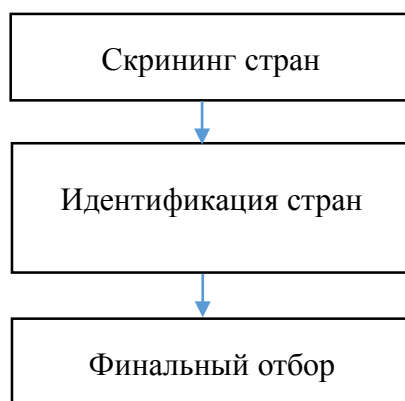 Скрининг стран
Идентификация стран
Финальный отбор